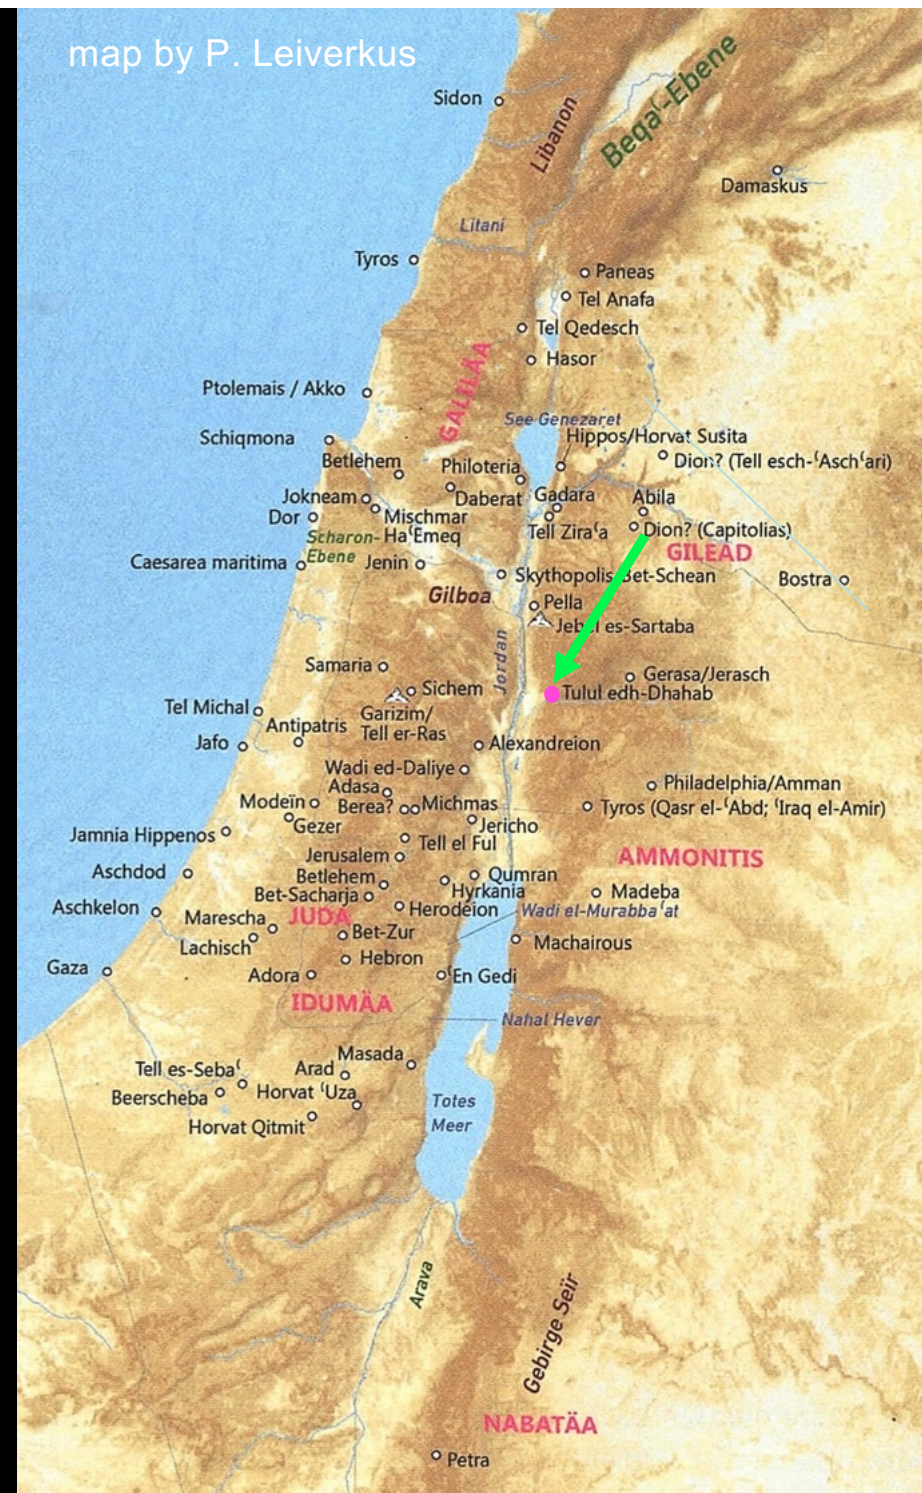 map by P. Leiverkus
Beqaʿ-Ebene
Sidon
Libanon
Damaskus
Litani
Tyros
Paneas
Tel Anafa
Tel Qedesch
GALILÄA
Hasor
Ptolemais / Akko
See Genezaret
Schiqmona
Hippos/Horvat Sušita
Betlehem
Philoteria
Dion? (Tell esch-ʿAschʿari)
Jokneam
Daberat
Gadara
Abila
Dor
Mischmar
Tell Ziraʿa
Dion? (Capitolias)
Scharon-
Ebene
HaʿEmeq
GILEAD
Caesarea maritima
Jenin
Skythopolis Bet-Schean
Bostra
Gilboa
Pella
Jebel es-Sartaba
Jordan
Samaria
Gerasa/Jerasch
Sichem
Tulul edh-Dhahab
Tel Michal
Garizim/
Tell er-Ras
Antipatris
Jafo
Alexandreion
Wadi ed-Daliye
Adasa
Philadelphia/Amman
Modeïn
Berea?
Michmas
Tyros (Qasr el-ʿAbd; ʿIraq el-Amir)
Gezer
Jericho
Jamnia Hippenos
Tell el Ful
Jerusalem
AMMONITIS
Aschdod
Betlehem
Qumran
Bet-Sacharja
Hyrkania
Madeba
Aschkelon
Marescha
JUDA
Herodeion
Wadi el-Murabbaʿat
Lachisch
Bet-Zur
Machairous
Gaza
Hebron
Adora
ʿEn Gedi
IDUMÄA
Nahal Hever
Masada
Tell es-Sebaʿ
Arad
Beerscheba
Horvat ʿUza
Totes
Meer
Horvat Qitmit
Arava
Gebirge Seïr
NABATÄA
Petra